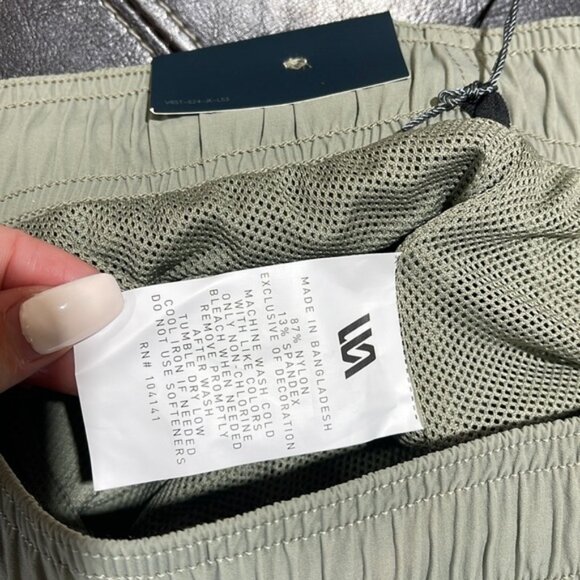 MADE IN BANGLADESH
87% NYLON
13% SPANDEX
EXCLUSIVE OF DECORATION
MACHINE WASH COLD
WITH LIKE COLORS
ONLY NON-CHLORINE
BLEACH WHEN NEEDED
REMOVE PROMPTLY
AFTER WASH
TUMBLE DRY LOW
COOL IRON IF NEEDED
DO NOT USE SOFTENERS
RN# 104141